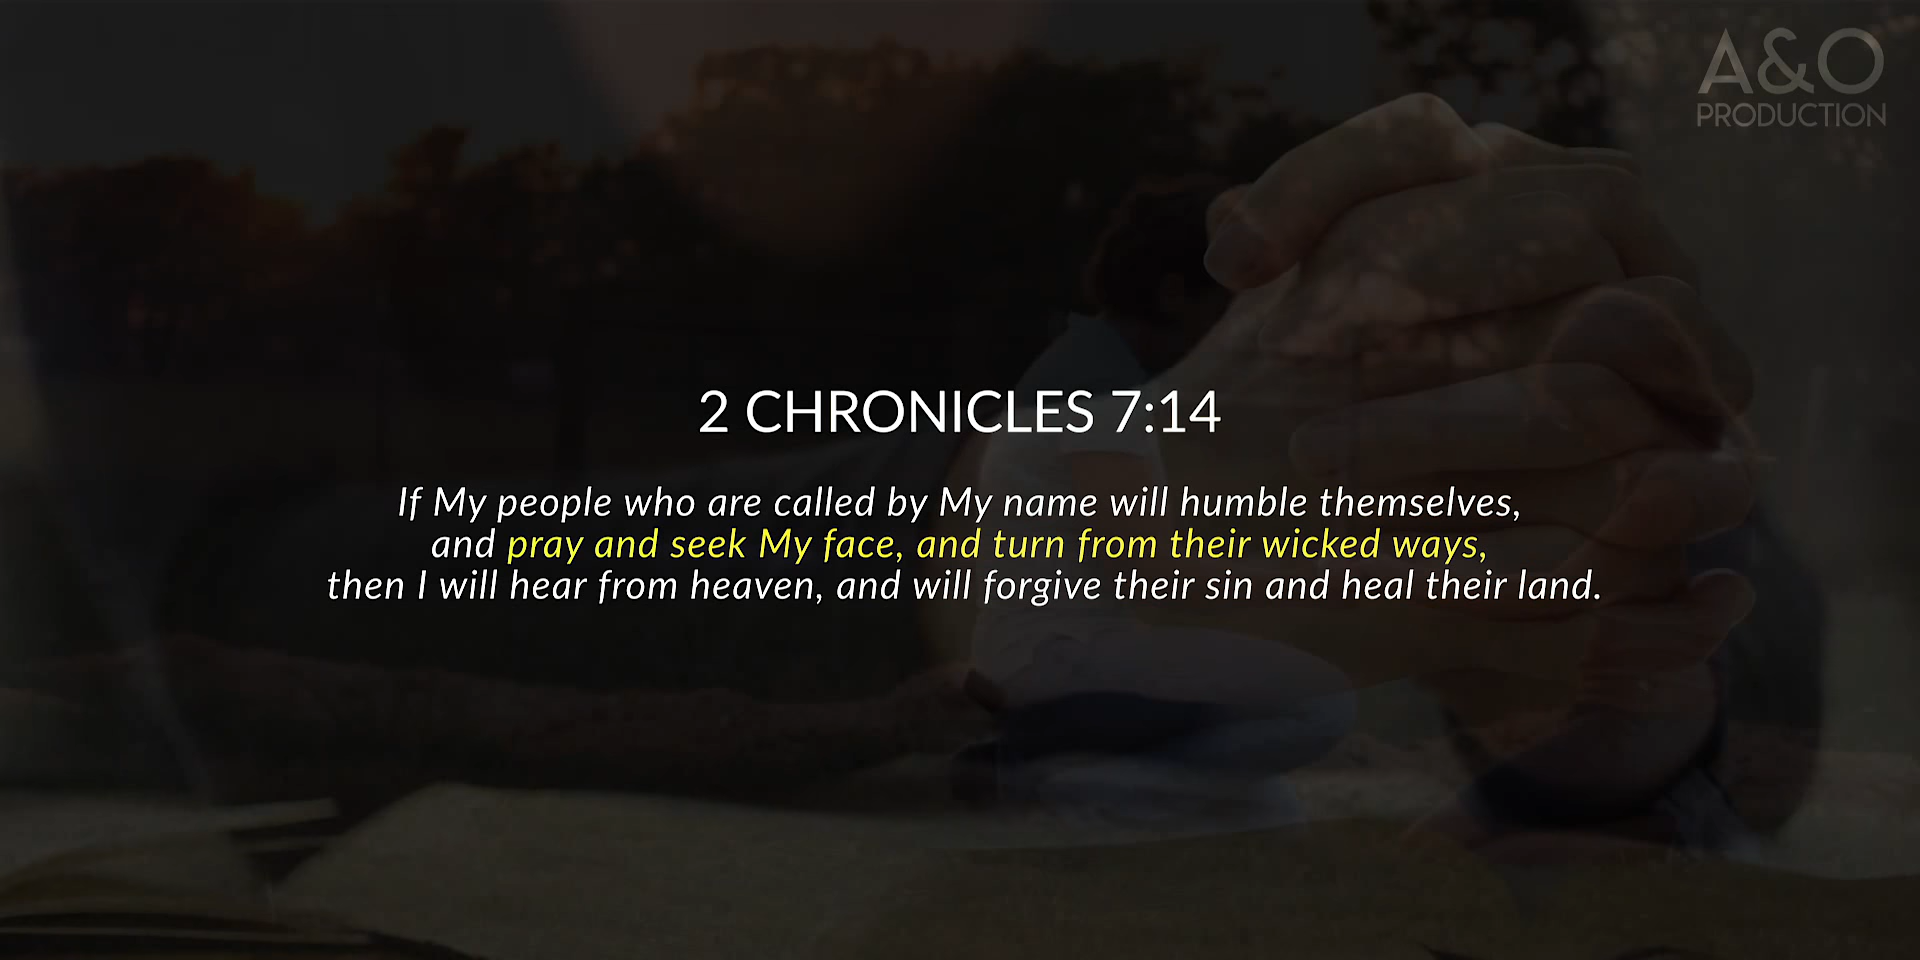 A&O
PRODUCTION
2 CHRONICLES 7:14
If My people who are called by My name will humble themselves,
and pray and seek My face, and turn from their wicked ways,
then I will hear from heaven, and will forgive their sin and heal their land.